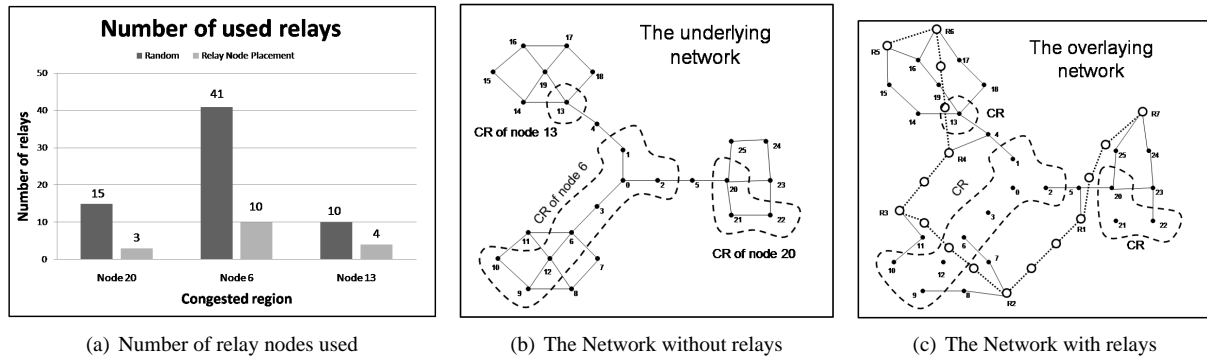 Number of used relays
Random
Relay Node Placement
Number of relays
50
40
30
20
10
0
15
3
41
10
10
4
Node 20
Node 6
Node 13
Congested region
(a) Number of relay nodes used
The underlying
network
16
17
15
19
18
14
13
CR of node 13
4
1
CR of node 6
0
2
5
3
25
24
20
23
21
22
CR of node 20
11
6
10
12
7
9
8
(b) The Network without relays
The overlaying
network
R6
R5
16
17
15
19
18
14
13
CR
4
R4
1
CR
0
2
5
3
R3
R7
25
24
20
23
21
22
CR
R1
11
6
10
12
7
9
8
R2
(c) The Network with relays